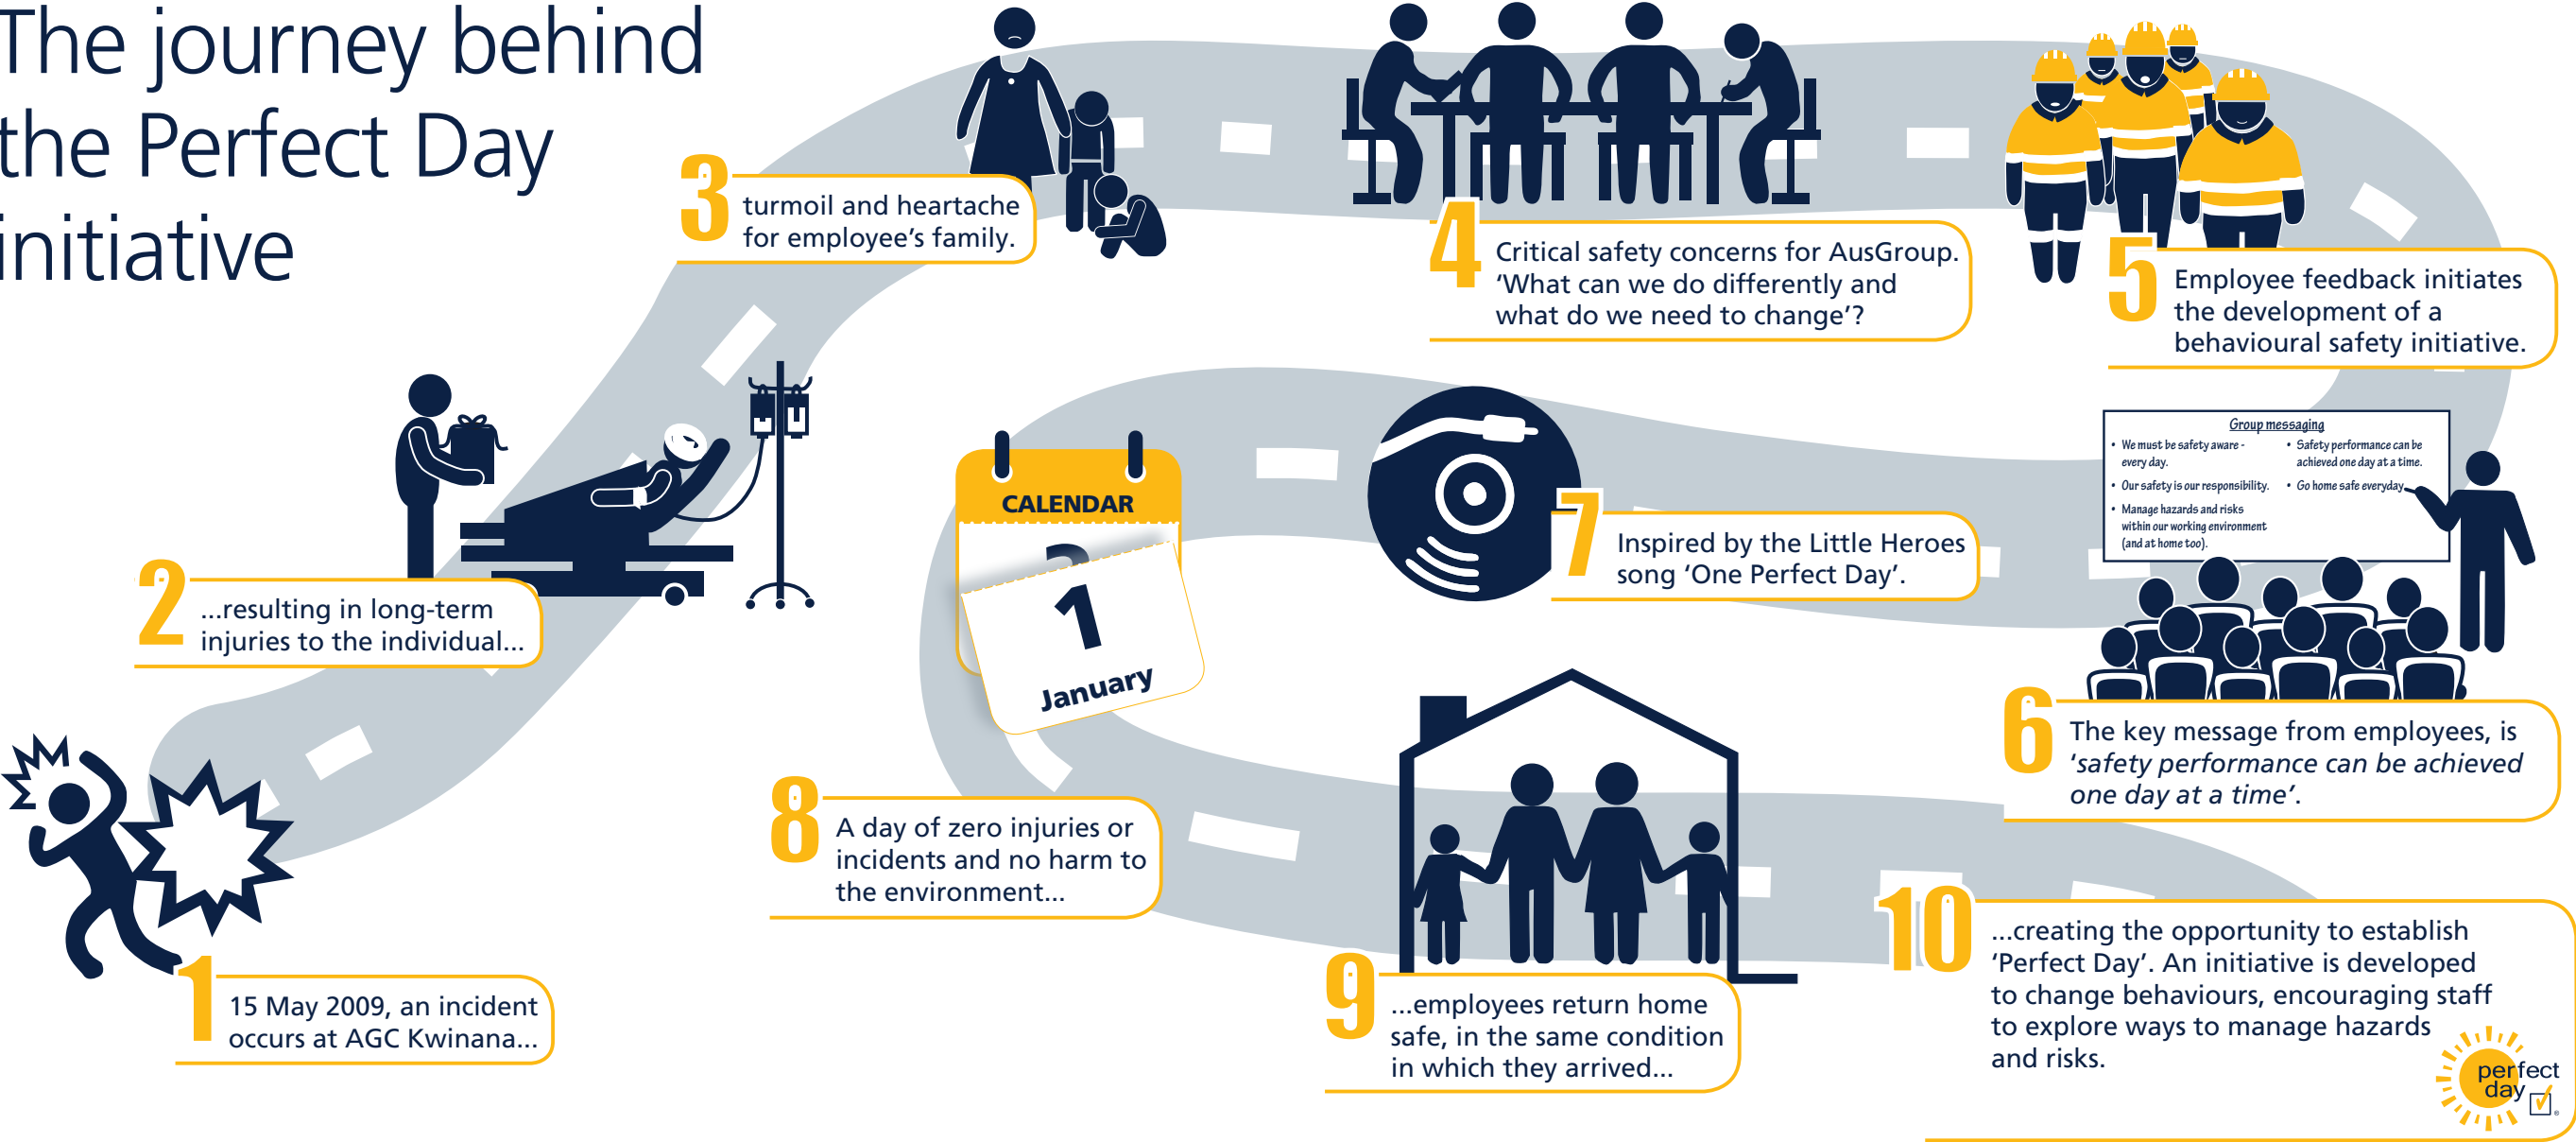 The journey behind
the Perfect Day
initiative
1
15 May 2009, an incident
occurs at AGC Kwinana...
2
...resulting in long-term
injuries to the individual...
3
turmoil and heartache
for employee’s family.
4
Critical safety concerns for AusGroup.
‘What can we do differently and
what do we need to change’?
5
Employee feedback initiates
the development of a
behavioural safety initiative.
Group messaging
• We must be safety aware -
every day.
• Our safety is our responsibility.
• Manage hazards and risks
within our working environment
(and at home too).
• Safety performance can be
achieved one day at a time.
• Go home safe everyday
6
The key message from employees, is
‘safety performance can be achieved
one day at a time’.
7
Inspired by the Little Heroes
song ‘One Perfect Day’.
CALENDAR
1
January
8
A day of zero injuries or
incidents and no harm to
the environment...
9
...employees return home
safe, in the same condition
in which they arrived...
10
...creating the opportunity to establish
‘Perfect Day’. An initiative is developed
to change behaviours, encouraging staff
to explore ways to manage hazards
and risks.
perfect
day
®